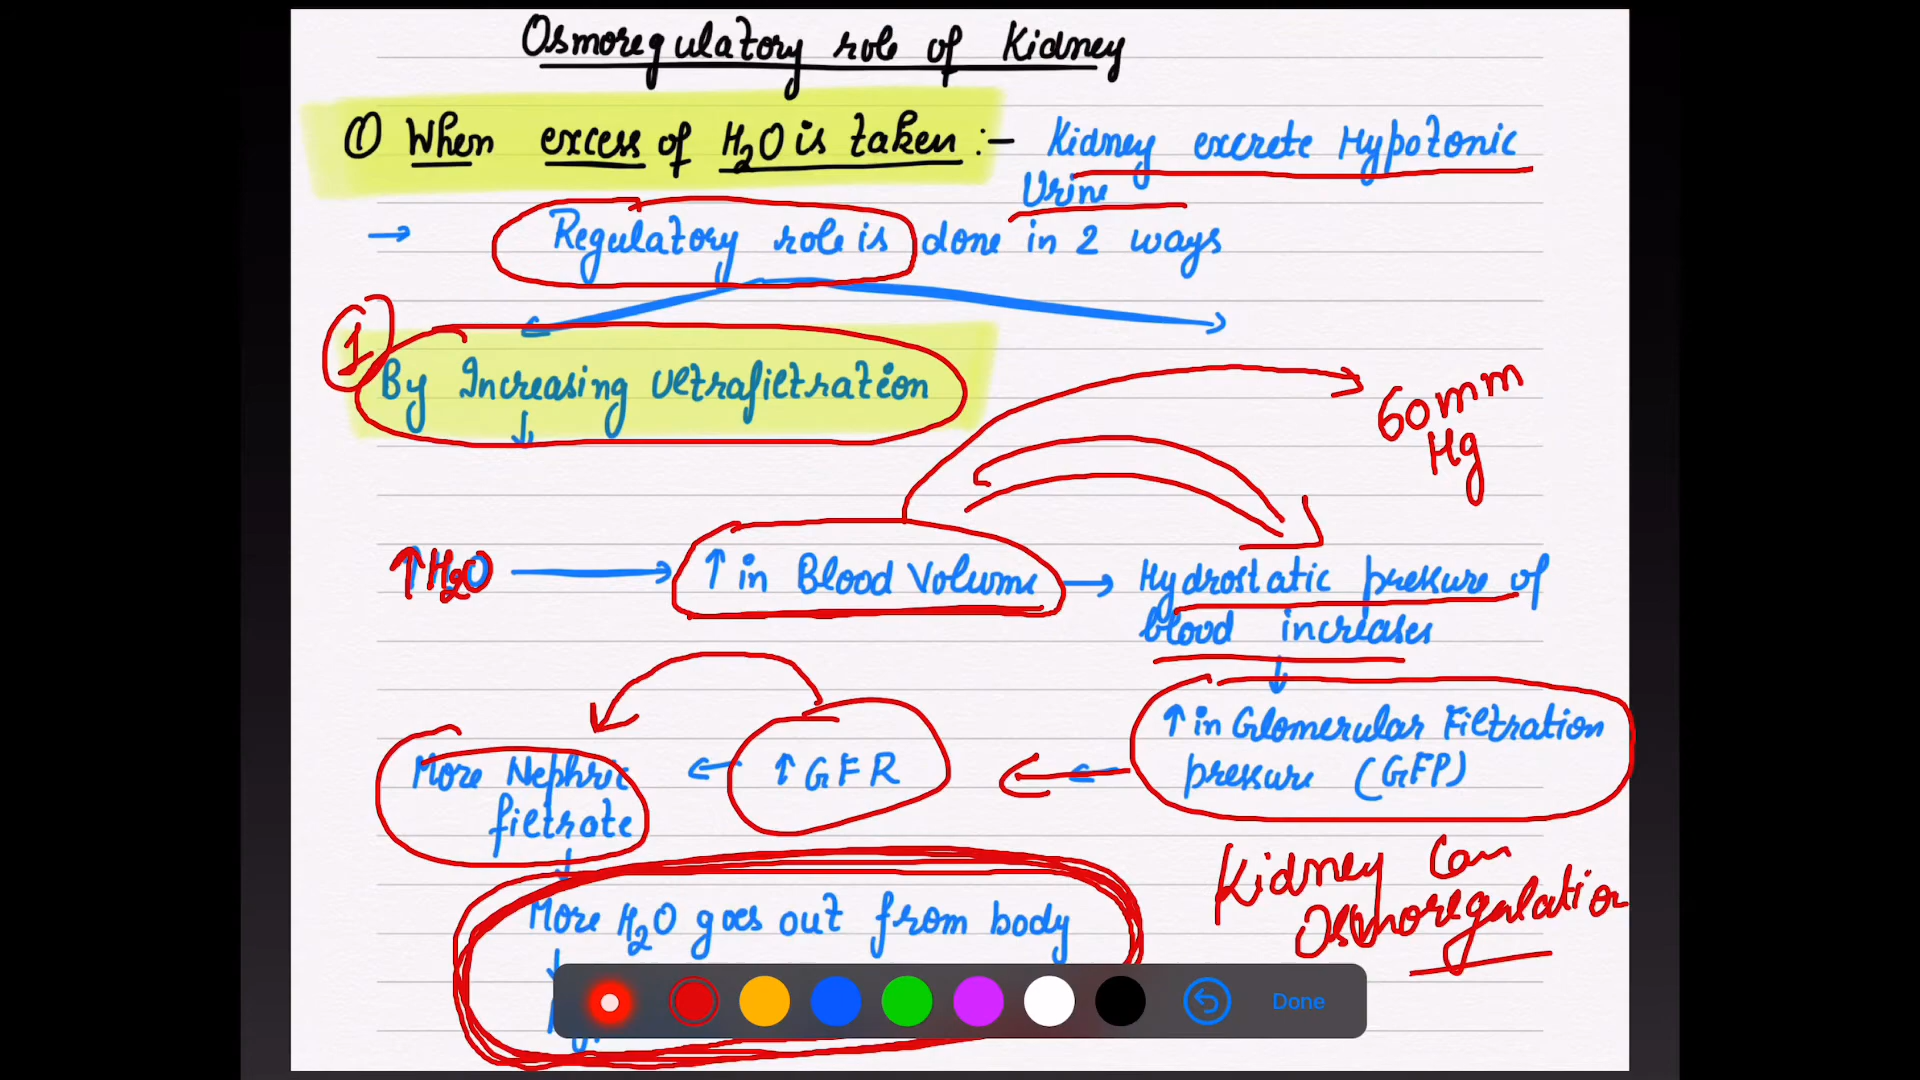 Osmoregulatory role of Kidney
① When excess of H₂O is taken :- Kidney excrete Hypotonic
Urine
→ Regulatory role is done in 2 ways
1
By Increasing Ultrafiltration
60mm
Hg
↑H₂O → ↑ in Blood Volume → Hydrostatic pressure of
blood increases
↑ in Glomerular Filtration
pressure (GFP)
← ↑ GFR ←
More Nephric
filtrate
Kidney Can
Osmoregulation
More H₂O goes out from body
Done